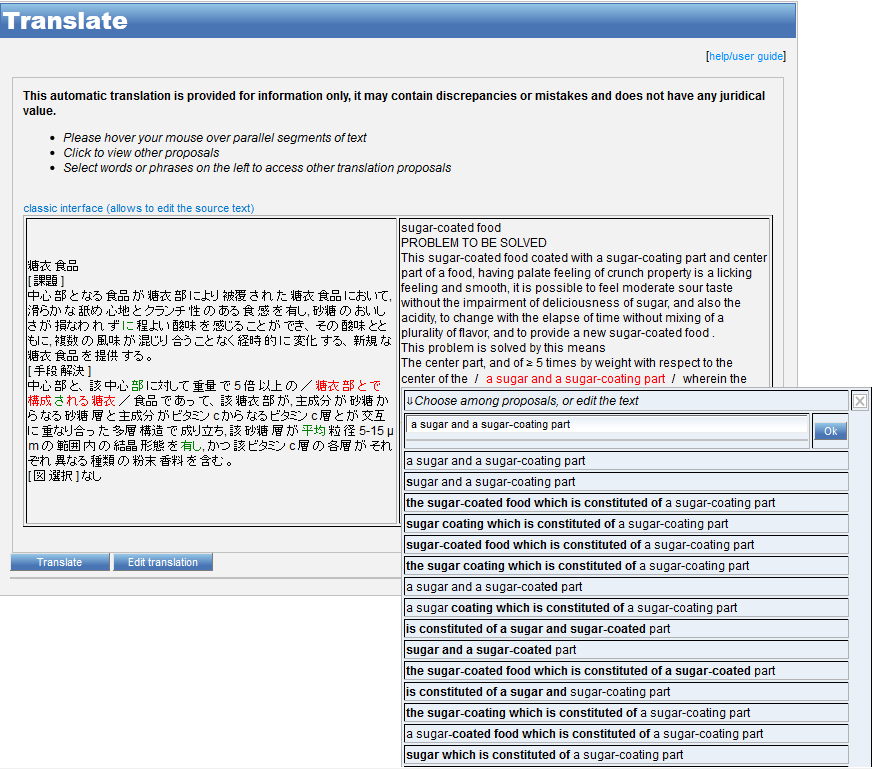 Translate
[help/user guide]
This automatic translation is provided for information only, it may contain discrepancies or mistakes and does not have any juridical
value.
Please hover your mouse over parallel segments of text
Click to view other proposals
Select words or phrases on the left to access other translation proposals
classic interface (allows to edit the source text)
糖衣食品
[課題]
中心部となる食品が糖衣部により被覆された糖衣食品において,
滑らかな舐め心地とクランチ性のある食感を有し,砂糖のおいし
さが損なわれずに程よい酸味を感じることができ、その酸味とと
もに,複数の風味が混じり合うことなく経時的に変化する、新規な
糖衣食品を提供する。
[手段解決]
中心部と、該中心部に対して重量で5倍以上の/糖衣部とで
構成される糖衣/食品であって、該糖衣部が,主成分が砂糖か
らなる砂糖層と主成分がビタミンcからなるビタミンc層とが交互
に重なり合った多層構造で成り立ち,該砂糖層が平均粒径5-15μ
mの範囲内の結晶形態を有し,かつ該ビタミンc層の各層がそれ
ぞれ異なる種類の粉末香料を含む。
[図選択]なし
sugar-coated food
PROBLEM TO BE SOLVED
This sugar-coated food coated with a sugar-coating part and center
part of a food, having palate feeling of crunch property is a licking
feeling and smooth, it is possible to feel moderate sour taste
without the impairment of deliciousness of sugar, and also the
acidity, to change with the elapse of time without mixing of a
plurality of flavor, and to provide a new sugar-coated food .
This problem is solved by this means
The center part, and of ≥ 5 times by weight with respect to the
center of the / a sugar and a sugar-coating part / wherein the
Translate
Edit translation
⇓Choose among proposals, or edit the text
a sugar and a sugar-coating part
Ok
a sugar and a sugar-coating part
sugar and a sugar-coating part
the sugar-coated food which is constituted of a sugar-coating part
sugar coating which is constituted of a sugar-coating part
sugar-coated food which is constituted of a sugar-coating part
the sugar coating which is constituted of a sugar-coating part
a sugar and a sugar-coated part
a sugar coating which is constituted of a sugar-coating part
is constituted of a sugar and sugar-coated part
sugar and a sugar-coated part
the sugar-coated food which is constituted of a sugar-coated part
is constituted of a sugar and sugar-coating part
the sugar-coating which is constituted of a sugar-coating part
a sugar-coated food which is constituted of a sugar-coating part
sugar which is constituted of a sugar-coating part